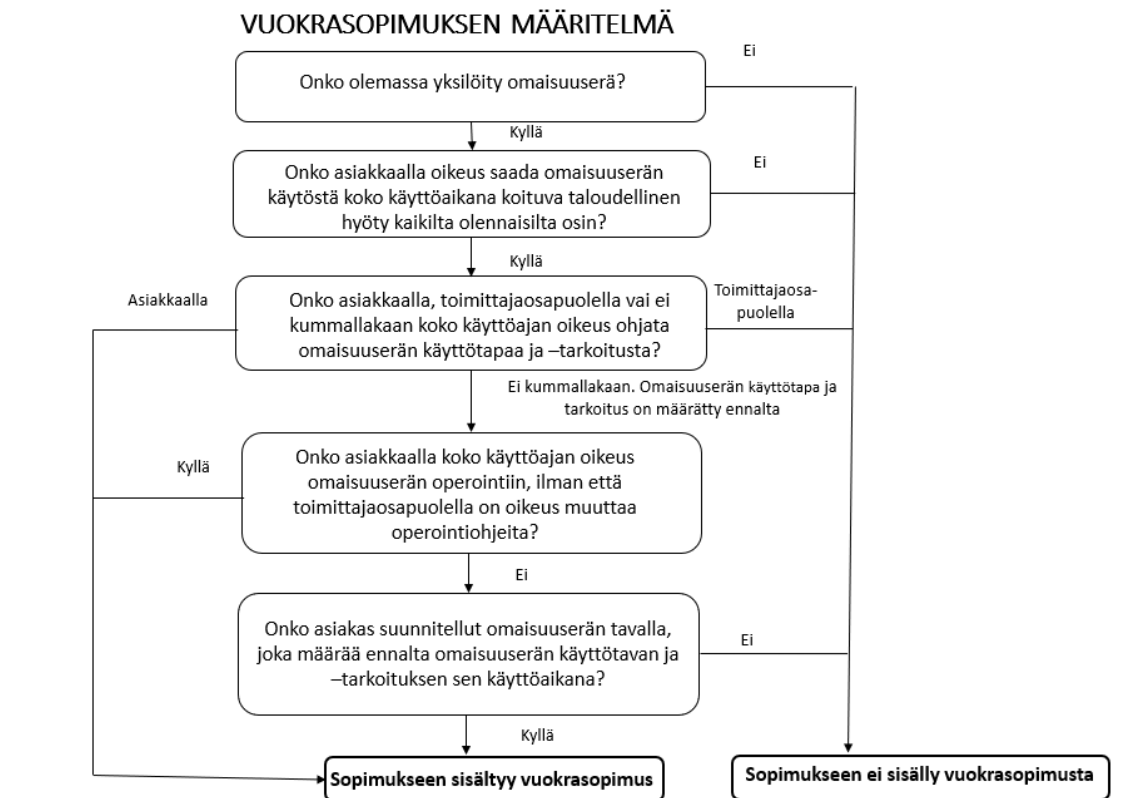 VUOKRASOPIMUKSEN MÄÄRITELMÄ
Ei
Onko olemassa yksilöity omaisuuserä?
Kyllä
Ei
Onko asiakkaalla oikeus saada omaisuuserän
käytöstä koko käyttöaikana koituva taloudellinen
hyöty kaikilta olennaisilta osin?
Kyllä
Asiakkaalla
Onko asiakkaalla, toimittajaosapuolella vai ei
kummallakaan koko käyttöajan oikeus ohjata
omaisuuserän käyttötapaa ja –tarkoitusta?
Toimittajaosa-
puolella
Ei kummallakaan. Omaisuuserän käyttötapa ja
tarkoitus on määrätty ennalta
Kyllä
Onko asiakkaalla koko käyttöajan oikeus
omaisuuserän operointiin, ilman että
toimittajaosapuolella on oikeus muuttaa
operointiohjeita?
Ei
Onko asiakas suunnitellut omaisuuserän tavalla,
joka määrää ennalta omaisuuserän käyttötavan ja
–tarkoituksen sen käyttöaikana?
Ei
Kyllä
Sopimukseen sisältyy vuokrasopimus
Sopimukseen ei sisälly vuokrasopimusta